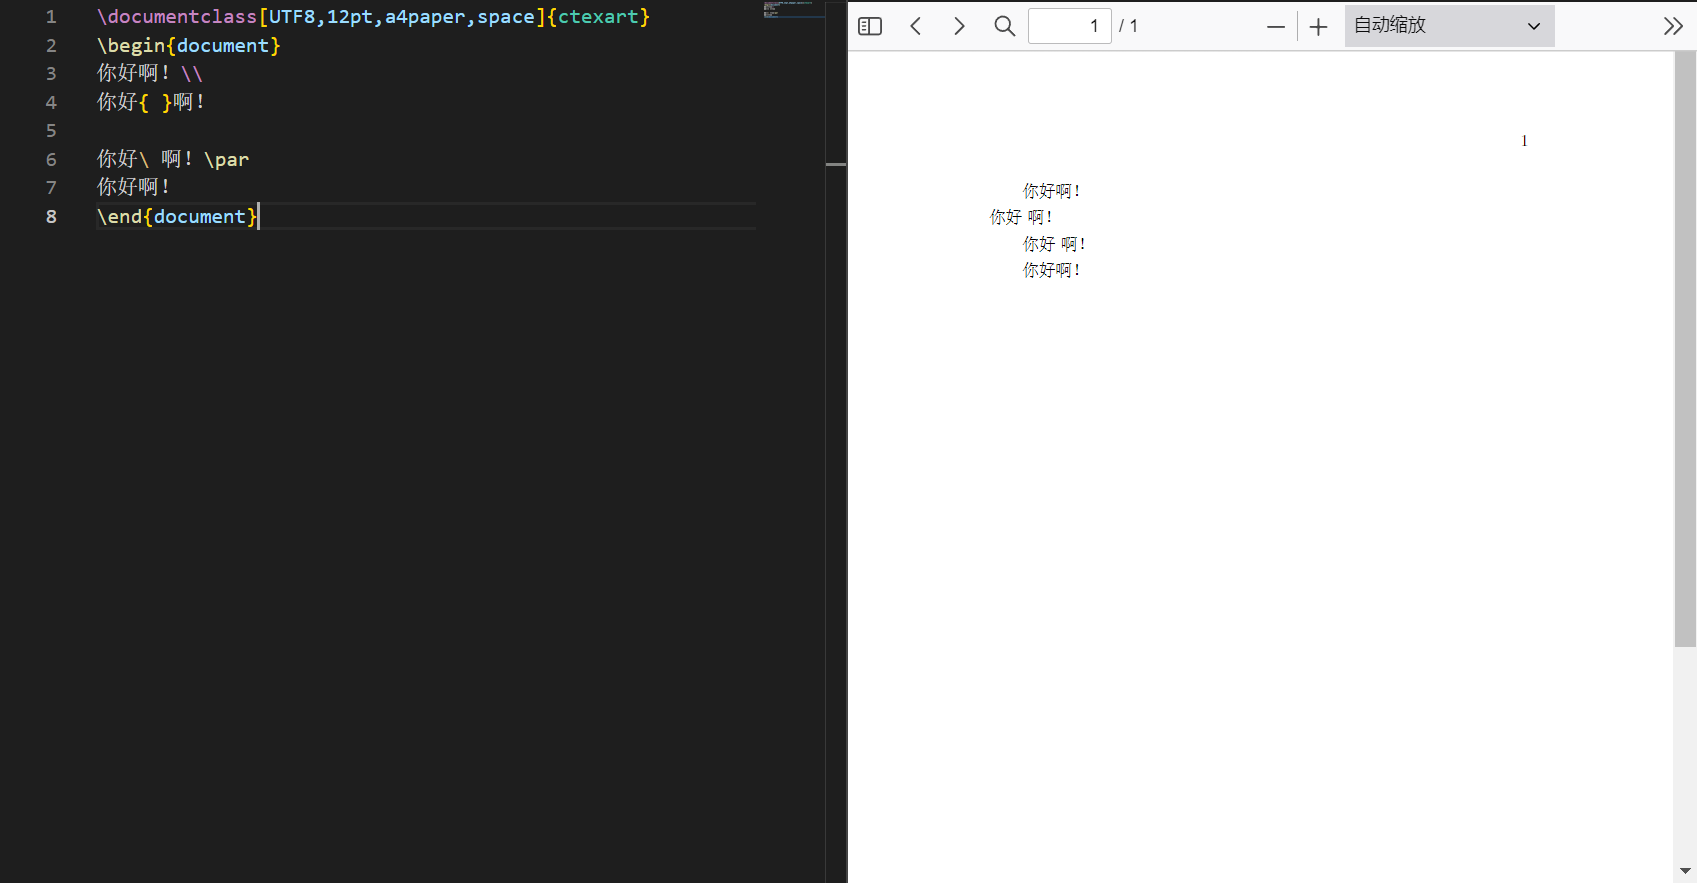 1 \documentclass[UTF8,12pt,a4paper,space]{ctexart}
2 \begin{document}
3 你好啊！\\
4 你好{ }啊！
5
6 你好\ 啊！\par
7 你好啊！
8 \end{document}
1 / 1
自动缩放
1
你好啊！
你好 啊！
你好 啊！
你好啊！